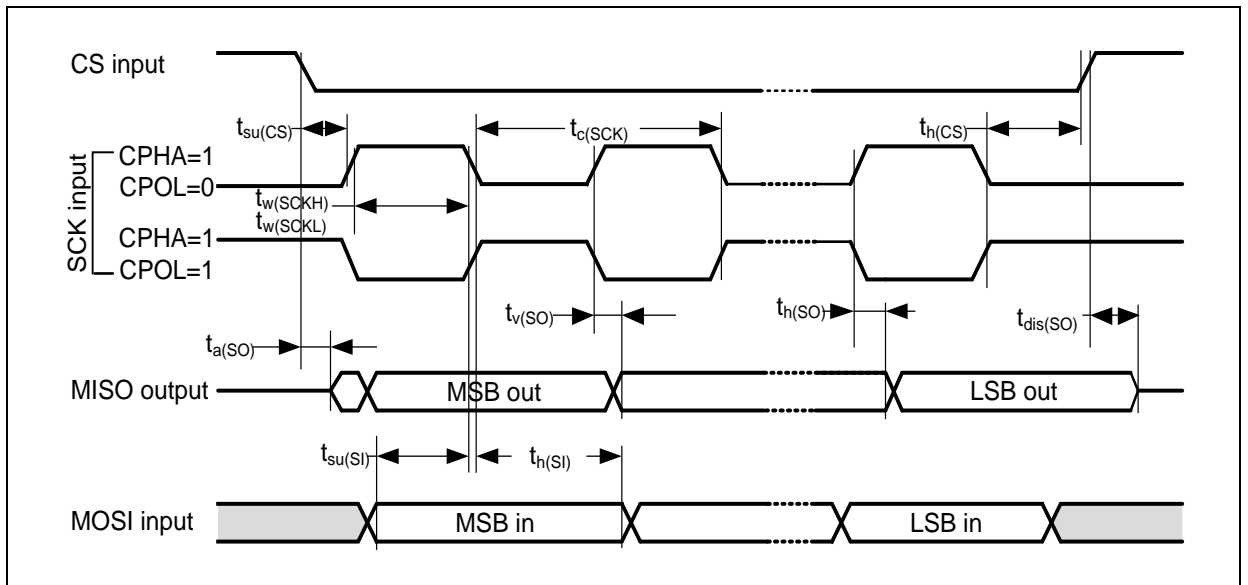 CS input
tsu(CS)
tc(SCK)
th(CS)
SCK input
CPHA=1
CPOL=0
tw(SCKH)
tw(SCKL)
CPHA=1
CPOL=1
tv(SO)
th(SO)
tdis(SO)
ta(SO)
MISO output
MSB out
LSB out
tsu(SI)
th(SI)
MOSI input
MSB in
LSB in